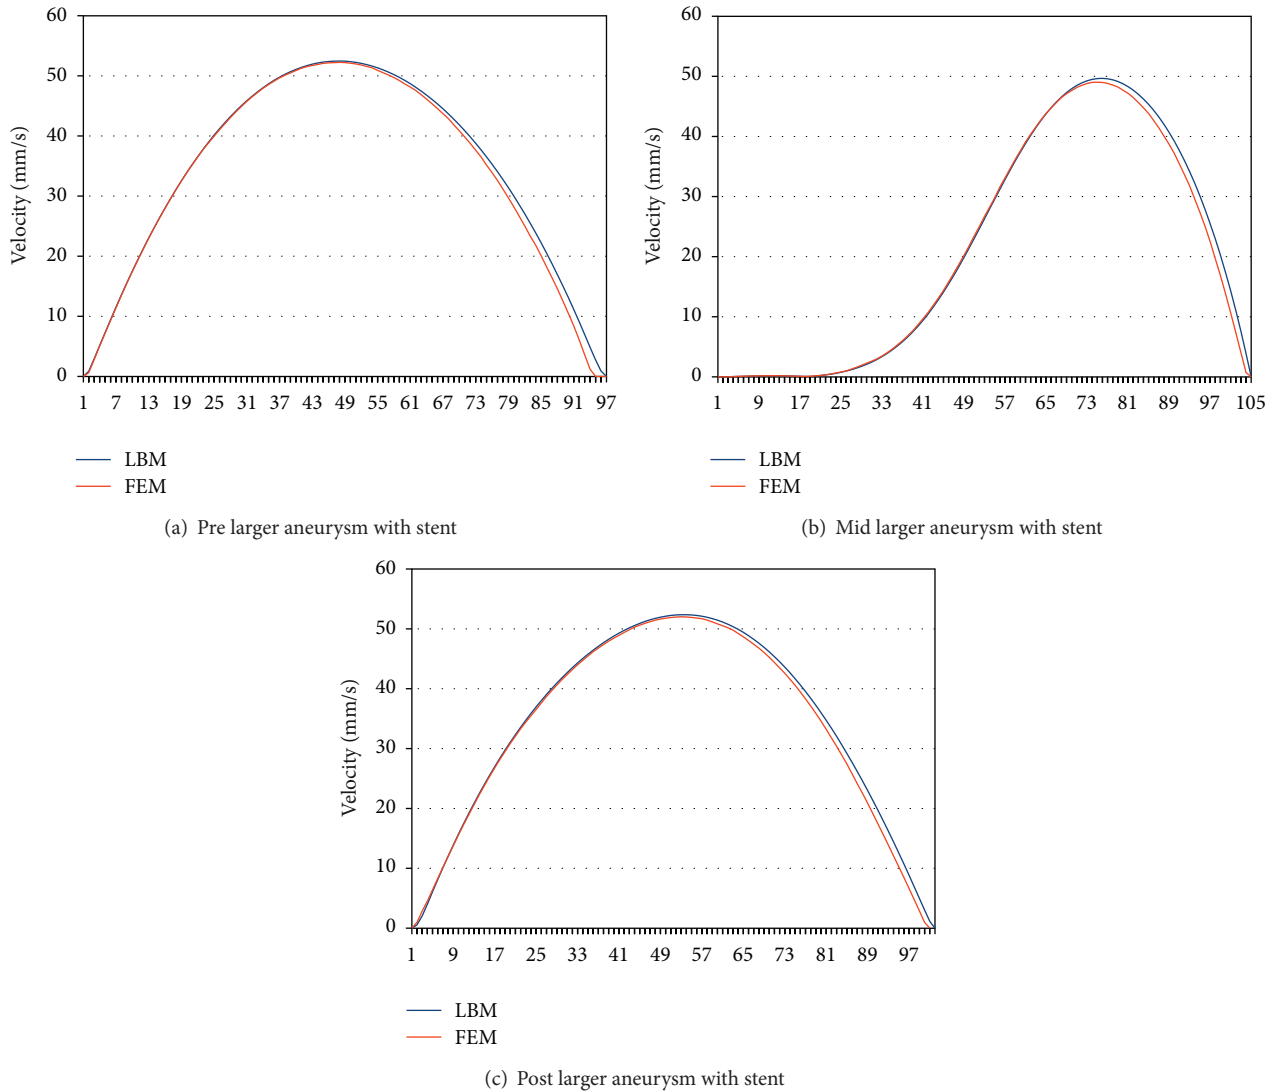 60
50
40
30
20
10
0
Velocity (mm/s)
1 7 13 19 25 31 37 43 49 55 61 67 73 79 85 91 97
LBM
FEM
(a) Pre larger aneurysm with stent
60
50
40
30
20
10
0
Velocity (mm/s)
1 9 17 25 33 41 49 57 65 73 81 89 97 105
LBM
FEM
(b) Mid larger aneurysm with stent
60
50
40
30
20
10
0
Velocity (mm/s)
1 9 17 25 33 41 49 57 65 73 81 89 97
LBM
FEM
(c) Post larger aneurysm with stent